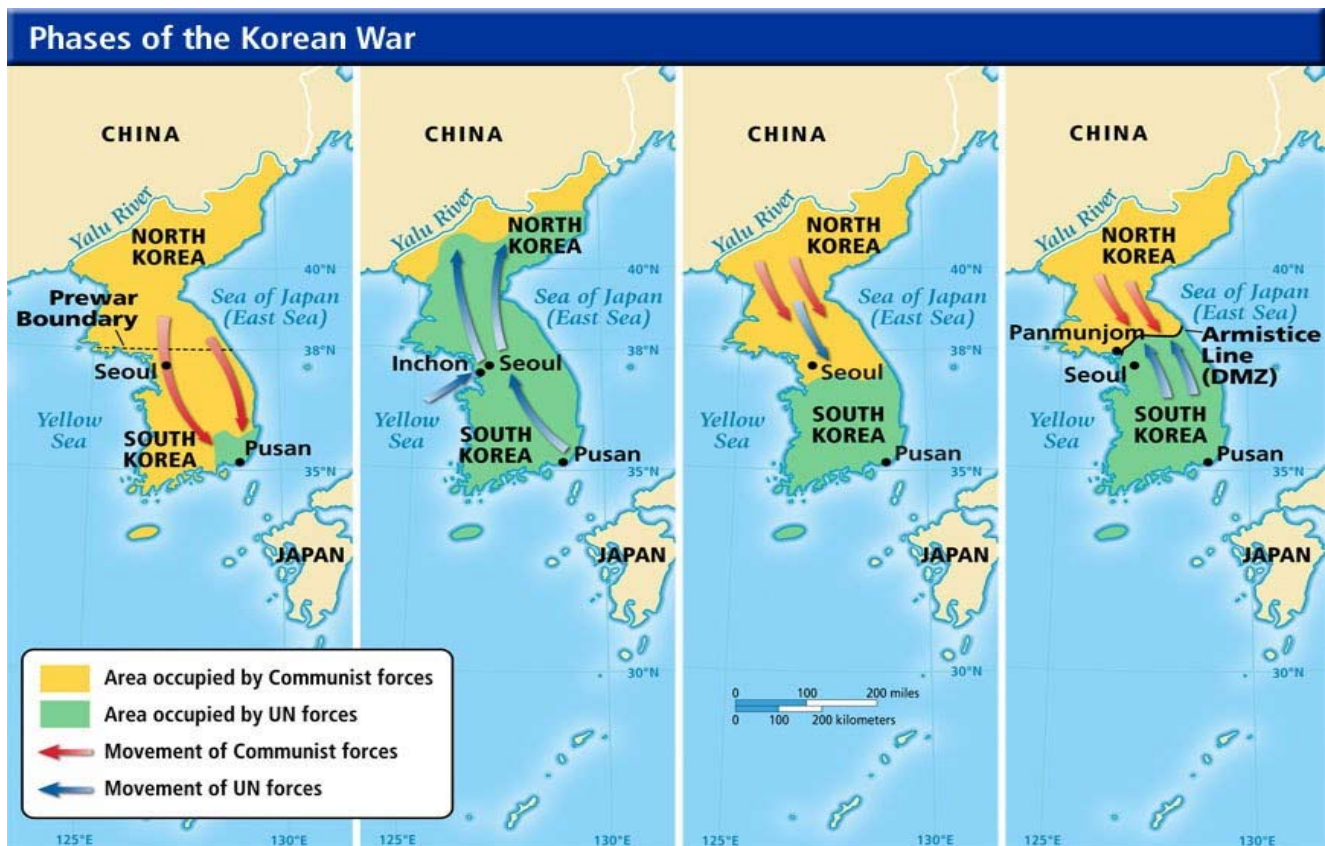 Phases of the Korean War
CHINA
Yalu River
NORTH
KOREA
40°N
Prewar
Boundary
Sea of Japan
(East Sea)
38°N
Seoul
Yellow
Sea
SOUTH
KOREA
Pusan
35°N
JAPAN
Area occupied by Communist forces
Area occupied by UN forces
Movement of Communist forces
Movement of UN forces
125°E
130°E
CHINA
Yalu River
NORTH
KOREA
40°N
Sea of Japan
(East Sea)
38°N
Inchon
Seoul
Yellow
Sea
SOUTH
KOREA
Pusan
35°N
JAPAN
30°N
125°E
130°E
CHINA
Yalu River
NORTH
KOREA
40°N
Sea of Japan
(East Sea)
38°N
Seoul
Yellow
Sea
SOUTH
KOREA
Pusan
35°N
JAPAN
30°N
0 100 200 miles
0 100 200 kilometers
125°E
130°E
CHINA
Yalu River
NORTH
KOREA
40°N
Sea of Japan
(East Sea)
Panmunjom
Armistice
Line
(DMZ)
38°N
Seoul
Yellow
Sea
SOUTH
KOREA
Pusan
35°N
JAPAN
30°N
125°E
130°E